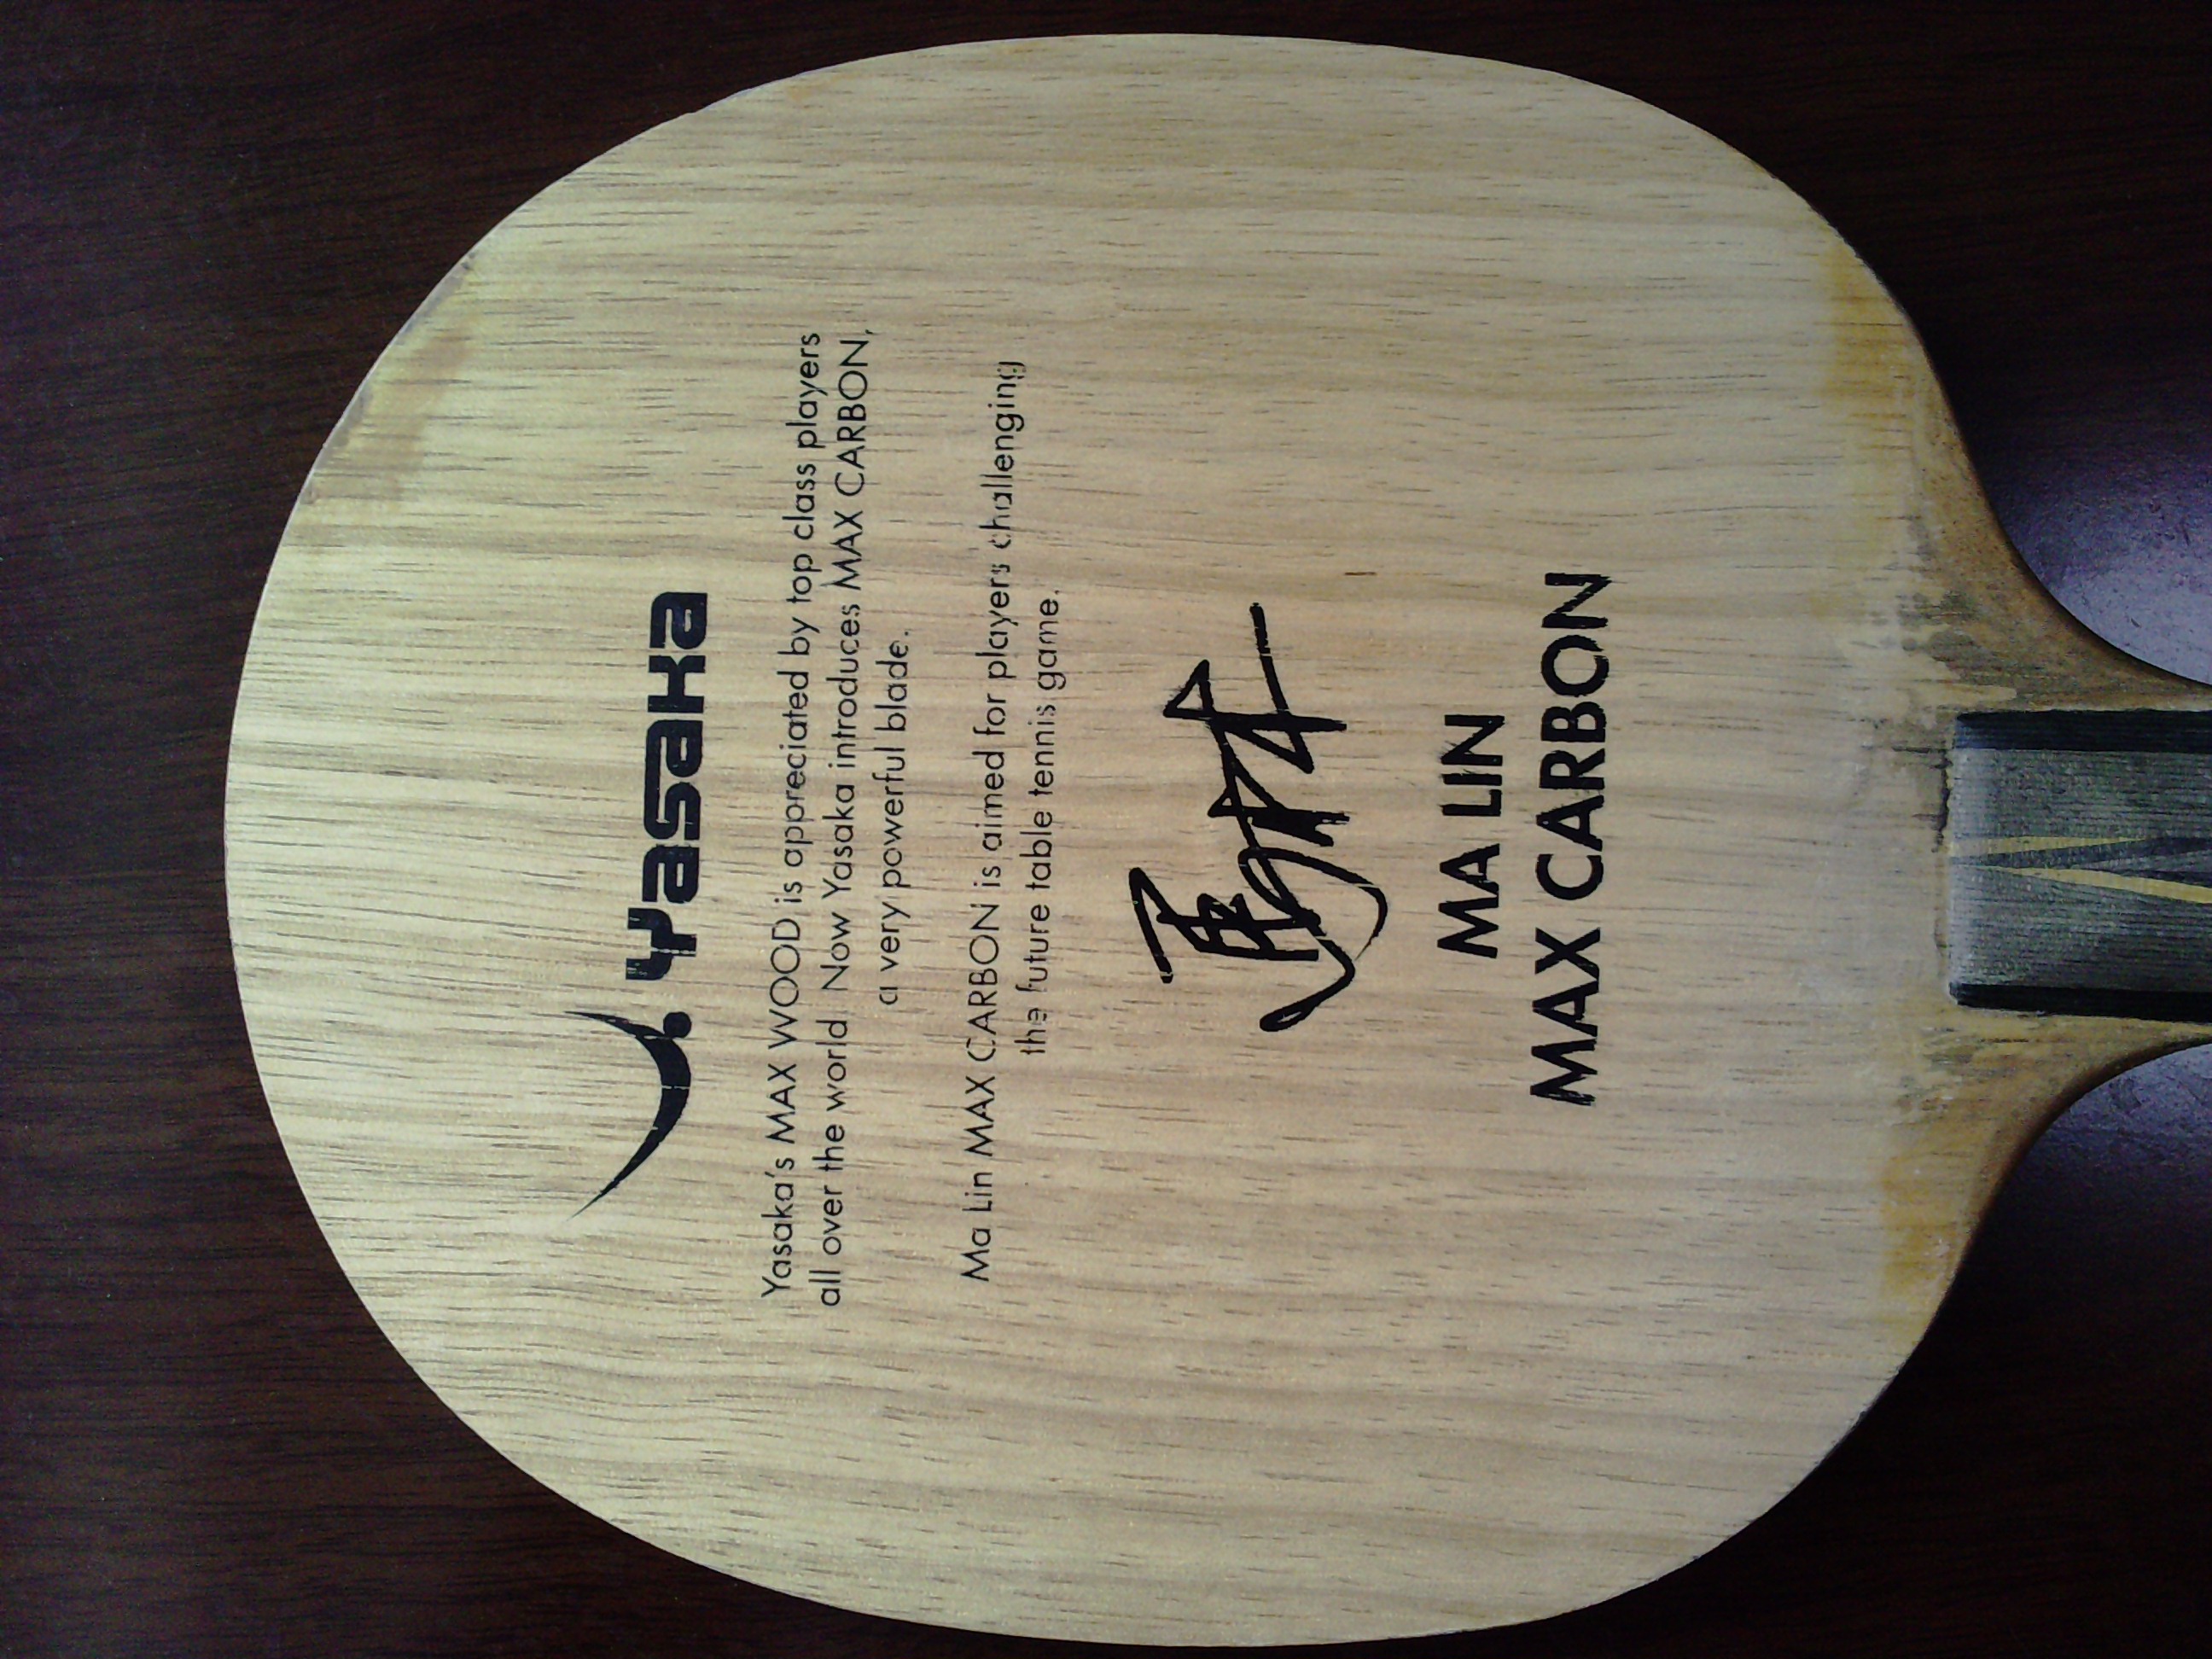 Yasaka
Yasaka's MAX WOOD is appreciated by top class players
all over the world. Now Yasaka introduces MAX CARBON,
a very powerful blade.
Ma Lin MAX CARBON is aimed for players challenging
the future table tennis game.
马林
MA LIN
MAX CARBON